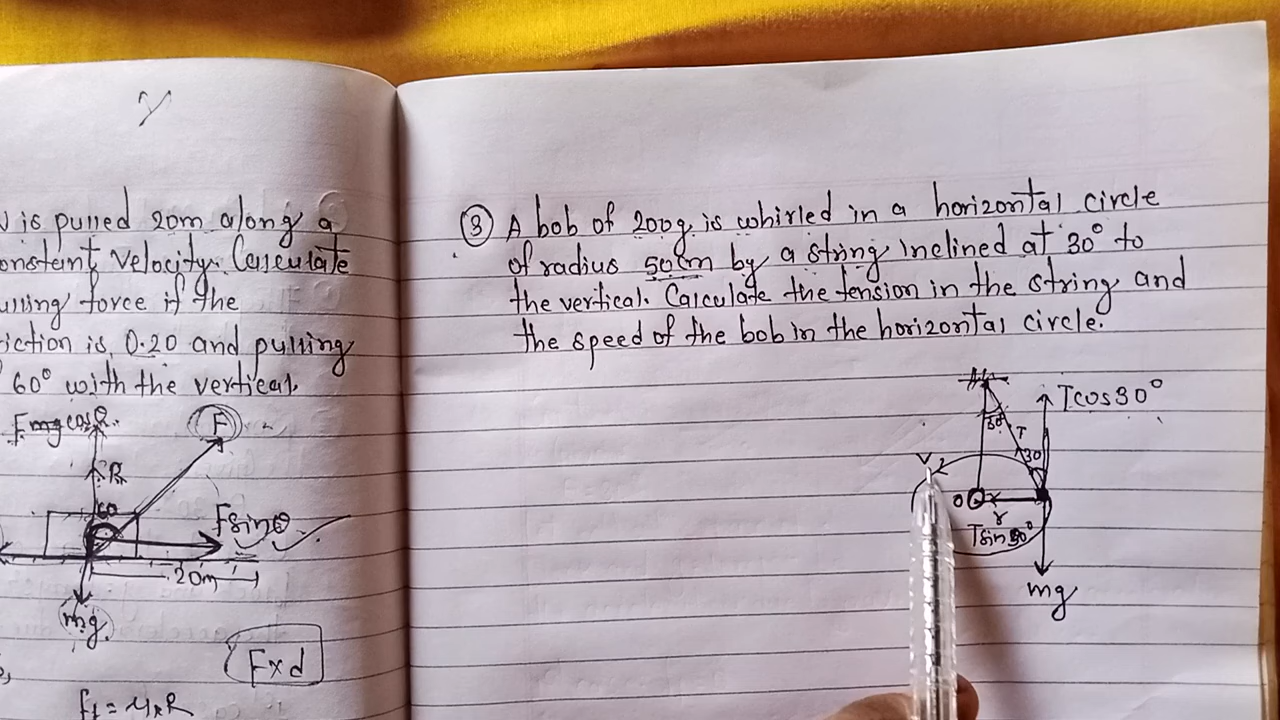 is pulled 20m along a
onstant velocity. Calculate
force if the
iction is 0.20 and pulling
60° with the vertical.
F
R
60
Fsinθ
20m
mg
F×d
③ A bob of 200g is whirled in a horizontal circle
of radius 50cm by a string inclined at 30° to
the vertical. Calculate the tension in the string and
the speed of the bob in the horizontal circle.
Tcos30°
30°
T
30
V
O
r
Tsin30°
mg